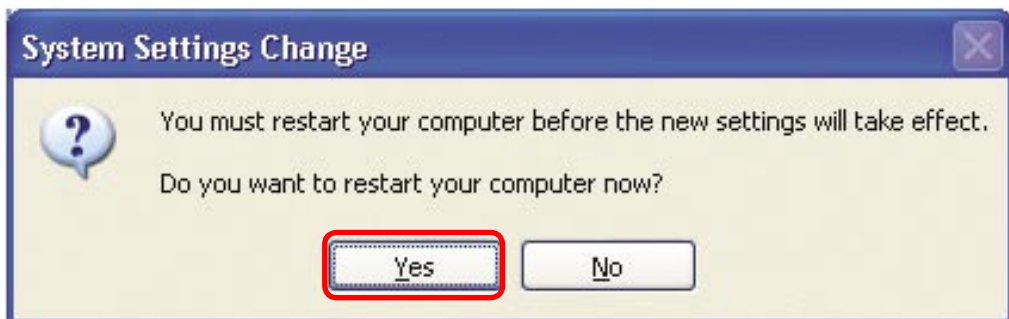 System Settings Change
You must restart your computer before the new settings will take effect.
Do you want to restart your computer now?
Yes
No